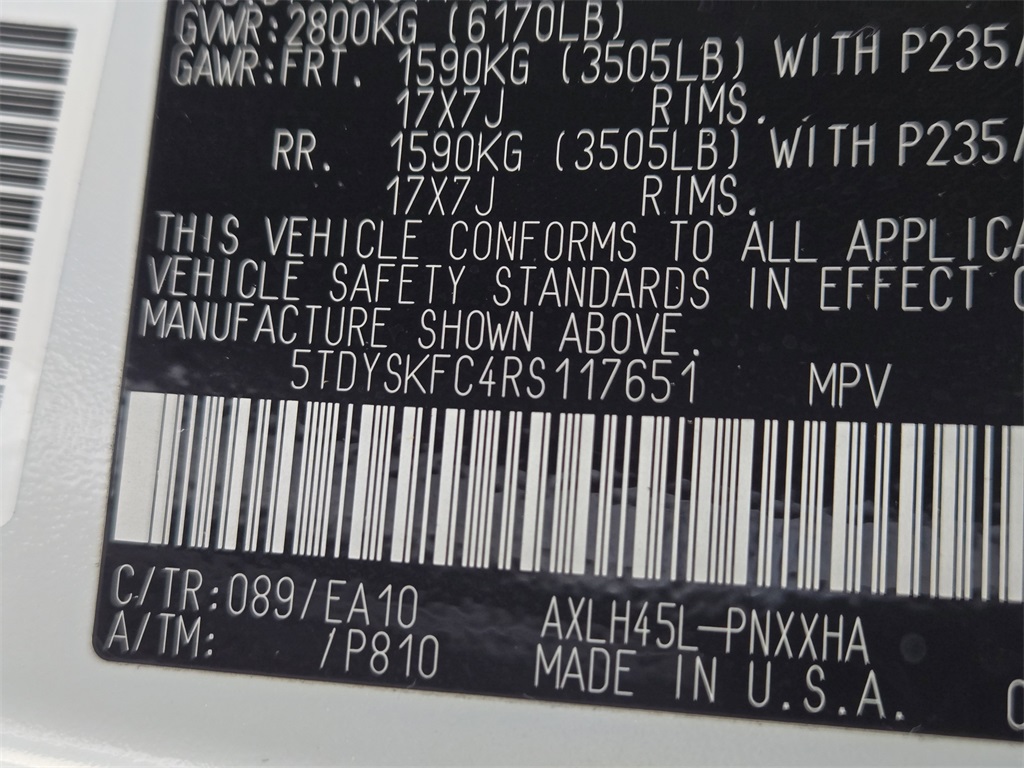 GVWR:2800KG (6170LB)
GAWR:FRT. 1590KG (3505LB) WITH P235
17X7J RIMS.
RR. 1590KG (3505LB) WITH P235
17X7J RIMS.
THIS VEHICLE CONFORMS TO ALL APPLICA
VEHICLE SAFETY STANDARDS IN EFFECT
MANUFACTURE SHOWN ABOVE.
5TDYSKFC4RS117651 MPV
C/TR:089/EA10 AXLH45L-PNXXHA
A/TM: /P810 MADE IN U.S.A.